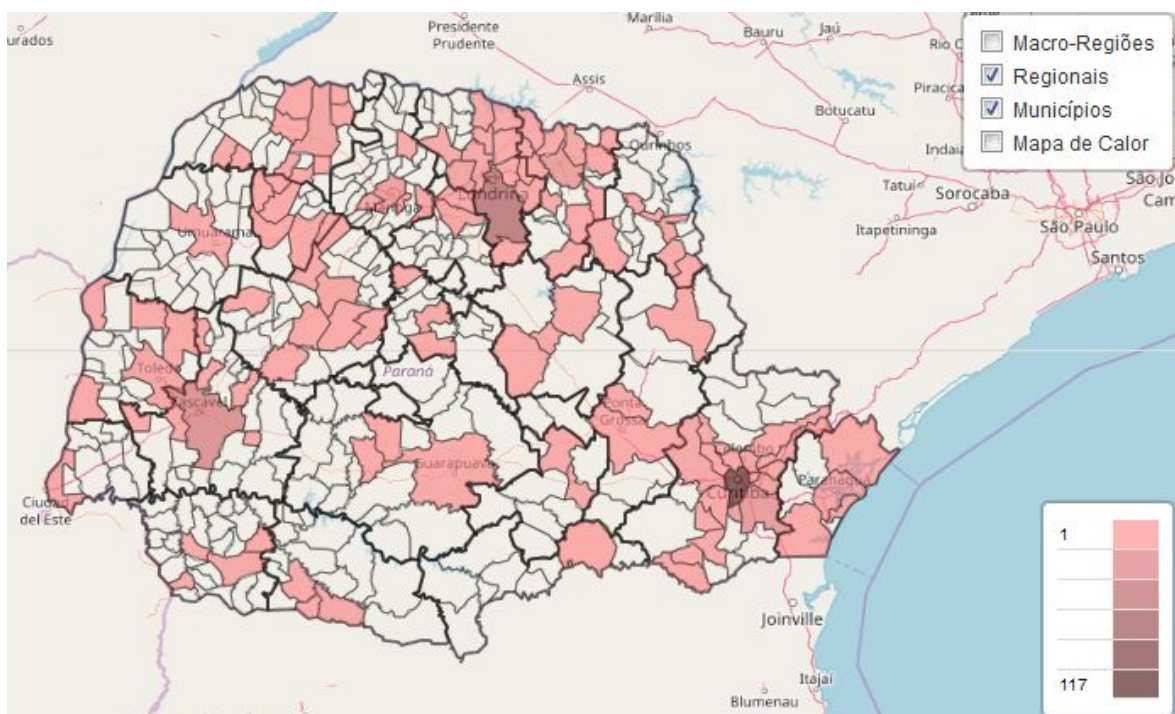 Marília
Presidente
Prudente
Jaú
urados
Bauru
Rio C
Macro-Regiões
Regionais
Municípios
Mapa de Calor
Assis
Piracica
Botucatu
Ourinhos
Indaia
Tatuí
Sorocaba
São Jo
Cam
São Paulo
Itapetininga
Santos
Londrina
Maringá
Umuarama
Toledo
Paraná
Cascavel
Ponta
Grossa
Guarapuava
Colombo
Curitiba
Paranaguá
Ciudad
del Este
Joinville
Itajaí
Blumenau
1
117